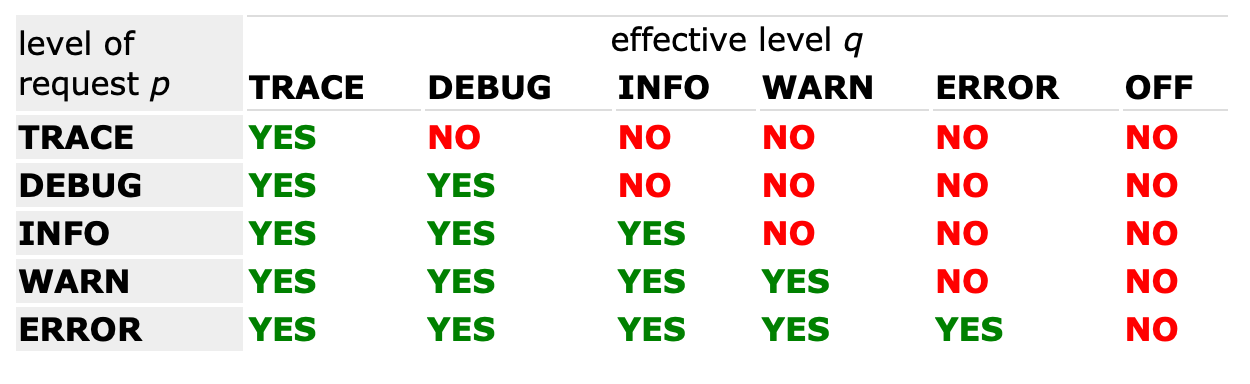 level of
request p
effective level q
TRACE DEBUG INFO WARN ERROR OFF
TRACE YES NO NO NO NO NO
DEBUG YES YES NO NO NO NO
INFO YES YES YES NO NO NO
WARN YES YES YES YES NO NO
ERROR YES YES YES YES YES NO